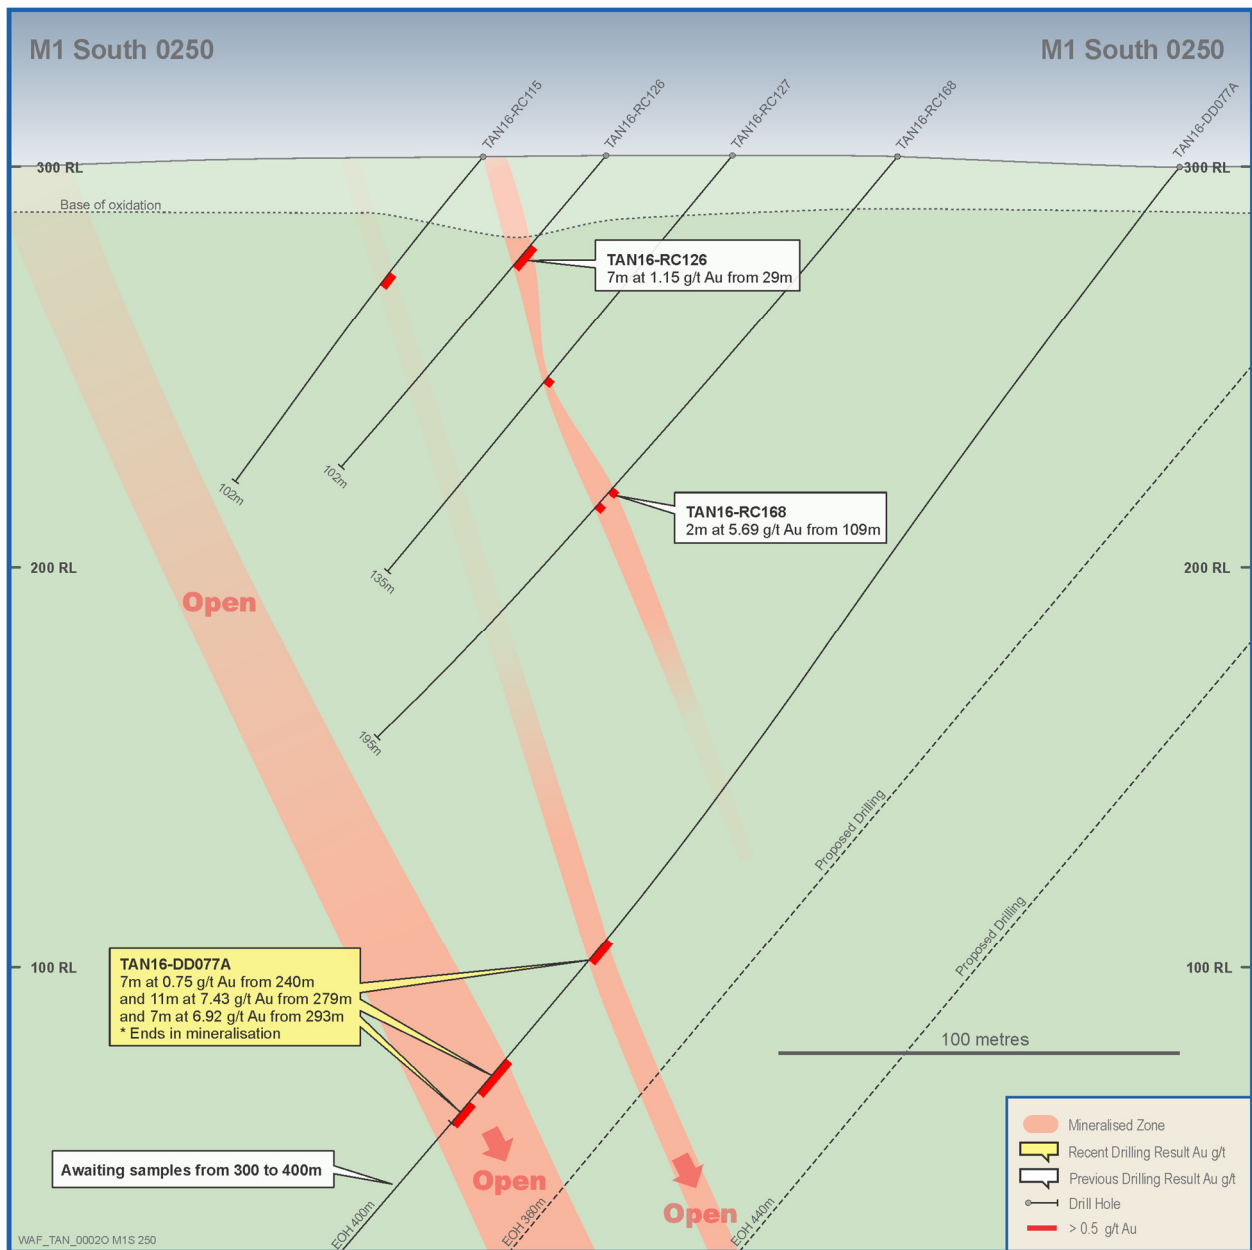 M1 South 0250
M1 South 0250
TAN16-RC115
TAN16-RC126
TAN16-RC127
TAN16-RC168
TAN16-DD077A
300 RL
300 RL
Base of oxidation
TAN16-RC126
7m at 1.15 g/t Au from 29m
102m
102m
TAN16-RC168
2m at 5.69 g/t Au from 109m
135m
200 RL
200 RL
Open
195m
Proposed Drilling
Proposed Drilling
TAN16-DD077A
7m at 0.75 g/t Au from 240m
and 11m at 7.43 g/t Au from 279m
and 7m at 6.92 g/t Au from 293m
* Ends in mineralisation
100 RL
100 RL
100 metres
Awaiting samples from 300 to 400m
Open
Open
EOH 400m
EOH 360m
EOH 440m
Mineralised Zone
Recent Drilling Result Au g/t
Previous Drilling Result Au g/t
Drill Hole
> 0.5 g/t Au
WAF_TAN_0002O M1S 250